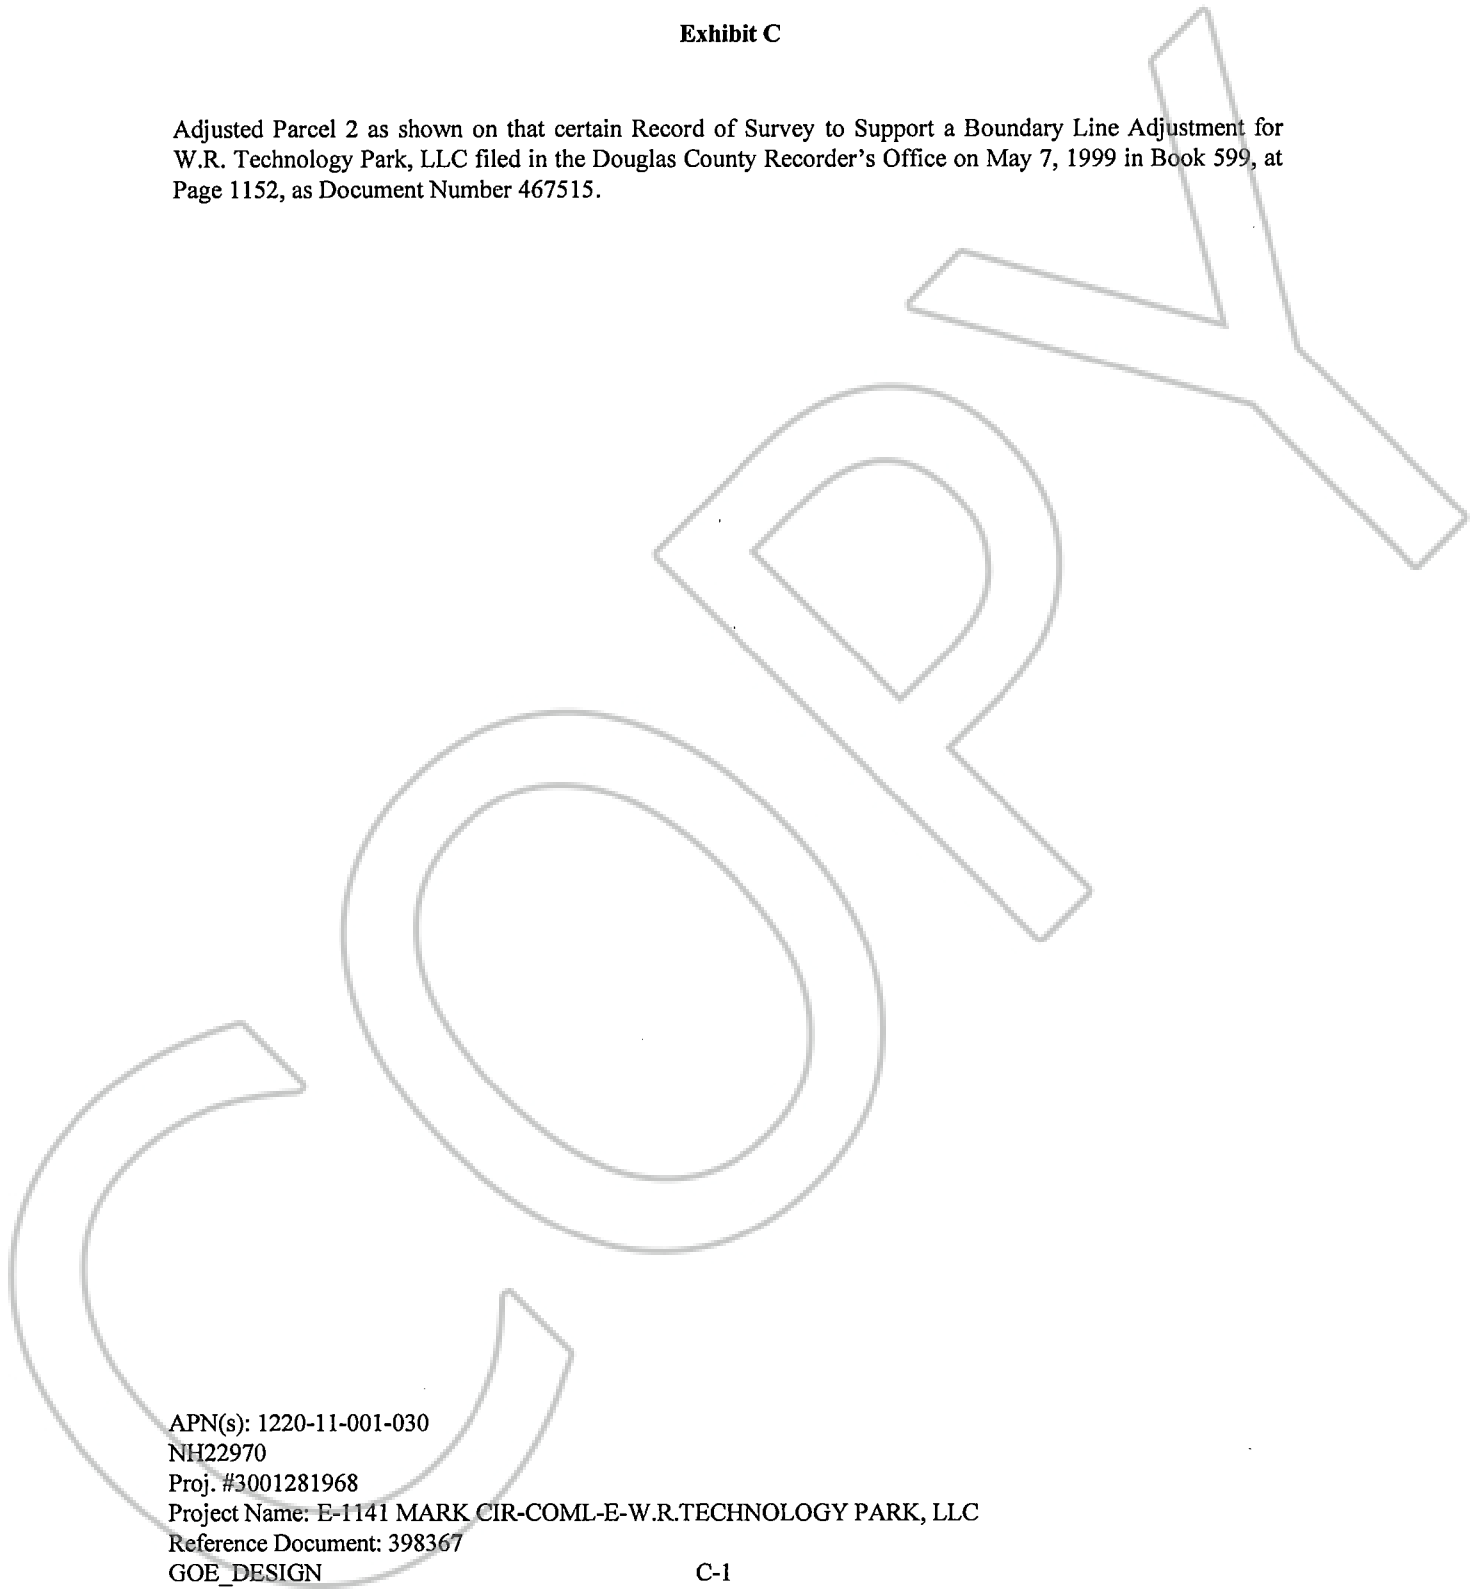 Exhibit C
Adjusted Parcel 2 as shown on that certain Record of Survey to Support a Boundary Line Adjustment for
W.R. Technology Park, LLC filed in the Douglas County Recorder's Office on May 7, 1999 in Book 599, at
Page 1152, as Document Number 467515.
COPY
APN(s): 1220-11-001-030
NH22970
Proj. #3001281968
Project Name: E-1141 MARK CIR-COML-E-W.R.TECHNOLOGY PARK, LLC
Reference Document: 398367
GOE_DESIGN C-1